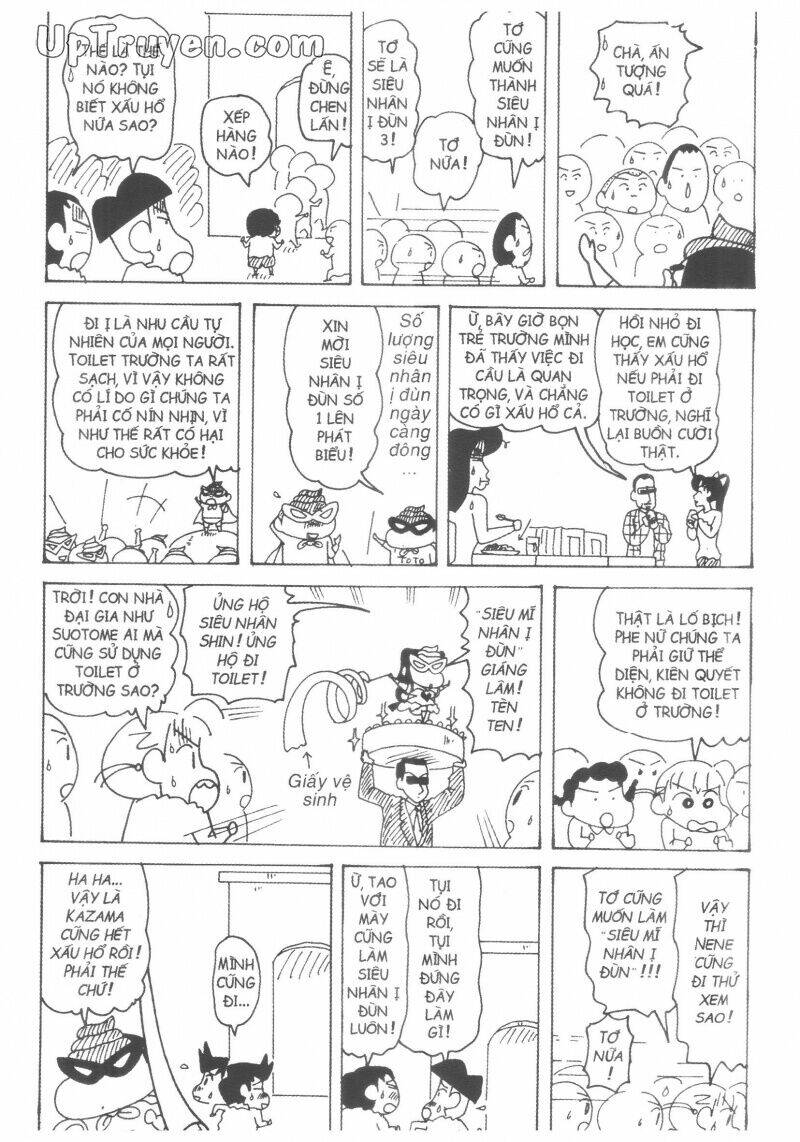 UpTruyen.com
CHÀ, ẤN
TƯỢNG
QUÁ!
TỚ
CŨNG
MUỐN
THÀNH
SIÊU
NHÂN Ị
ĐÙN!
TỚ
NỮA!
TỚ
SẼ LÀ
SIÊU
NHÂN
Ị ĐÙN
3!
Ê,
ĐỪNG
CHEN
LẤN!
XẾP
HÀNG
NÀO!
THẾ LÀ THẾ
NÀO? TỤI
NÓ KHÔNG
BIẾT XẤU HỔ
NỮA SAO?
HỒI NHỎ ĐI
HỌC, EM CŨNG
THẤY XẤU HỔ
NẾU PHẢI ĐI
TOILET Ở
TRƯỜNG, NGHĨ
LẠI BUỒN CƯỜI
THẬT.
Ừ, BÂY GIỜ BỌN
TRẺ TRƯỜNG MÌNH
ĐÃ THẤY VIỆC ĐI
CẦU LÀ QUAN
TRỌNG, VÀ CHẲNG
CÓ GÌ XẤU HỔ CẢ.
Số
lượng
siêu
nhân
ị đùn
ngày
càng
đông
...
XIN
MỜI
SIÊU
NHÂN Ị
ĐÙN SỐ
1 LÊN
PHÁT
BIỂU!
TOTO
ĐI Ị LÀ NHU CẦU TỰ
NHIÊN CỦA MỌI NGƯỜI.
TOILET TRƯỜNG TA RẤT
SẠCH, VÌ VẬY KHÔNG
CÓ LÍ DO GÌ CHÚNG TA
PHẢI CỐ NÍN NHỊN, VÌ
NHƯ THẾ RẤT CÓ HẠI
CHO SỨC KHỎE!
THẬT LÀ LỐ BỊCH!
PHE NỮ CHÚNG TA
PHẢI GIỮ THỂ
DIỆN, KIÊN QUYẾT
KHÔNG ĐI TOILET
Ở TRƯỜNG!
"SIÊU MĨ
NHÂN Ị
ĐÙN"
GIÁNG
LÂM!
TÈN
TEN!
ỦNG HỘ
SIÊU NHÂN
SHIN! ỦNG
HỘ ĐI
TOILET!
Giấy vệ
sinh
TRỜI! CON NHÀ
ĐẠI GIA NHƯ
SUOTOME AI MÀ
CŨNG SỬ DỤNG
TOILET Ở
TRƯỜNG SAO?
VẬY
THÌ
NENE
CŨNG
ĐI THỬ
XEM
SAO!
TỚ CŨNG
MUỐN LÀM
"SIÊU MĨ
NHÂN Ị
ĐÙN"!!!
TỚ
NỮA
!
TỤI
NÓ ĐI
RỒI,
TỤI
MÌNH
ĐỨNG
ĐÂY
LÀM
GÌ!
Ừ, TAO
VỚI
MÀY
CŨNG
LÀM
SIÊU
NHÂN Ị
ĐÙN
LUÔN!
MÌNH
CŨNG
ĐI...
HA HA...
VẬY LÀ
KAZAMA
CŨNG HẾT
XẤU HỔ RỒI!
PHẢI THẾ
CHỨ!